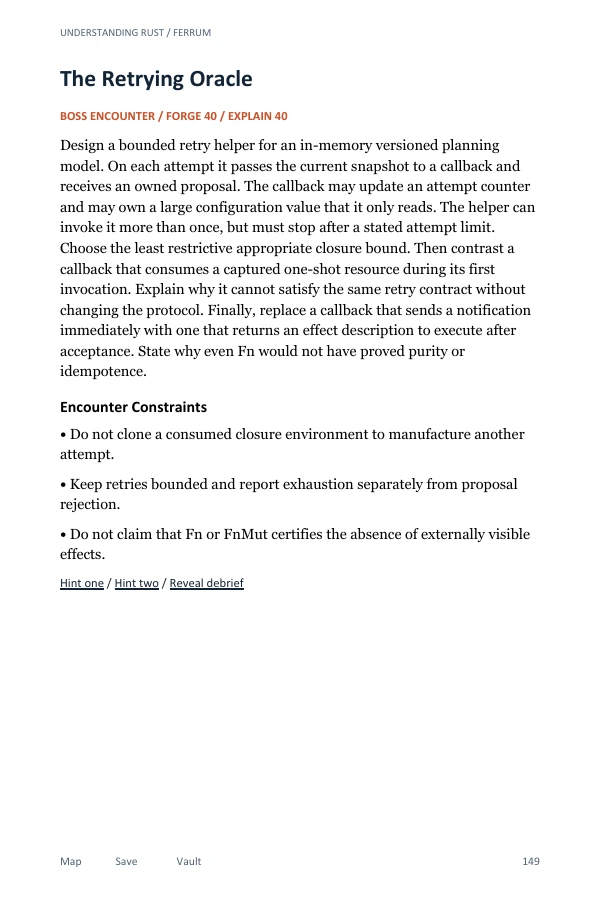 UNDERSTANDING RUST / FERRUM
The Retrying Oracle
BOSS ENCOUNTER / FORGE 40 / EXPLAIN 40
Design a bounded retry helper for an in-memory versioned planning
model. On each attempt it passes the current snapshot to a callback and
receives an owned proposal. The callback may update an attempt counter
and may own a large configuration value that it only reads. The helper can
invoke it more than once, but must stop after a stated attempt limit.
Choose the least restrictive appropriate closure bound. Then contrast a
callback that consumes a captured one-shot resource during its first
invocation. Explain why it cannot satisfy the same retry contract without
changing the protocol. Finally, replace a callback that sends a notification
immediately with one that returns an effect description to execute after
acceptance. State why even Fn would not have proved purity or
idempotence.
Encounter Constraints
• Do not clone a consumed closure environment to manufacture another
attempt.
• Keep retries bounded and report exhaustion separately from proposal
rejection.
• Do not claim that Fn or FnMut certifies the absence of externally visible
effects.
Hint one / Hint two / Reveal debrief
Map Save Vault 149